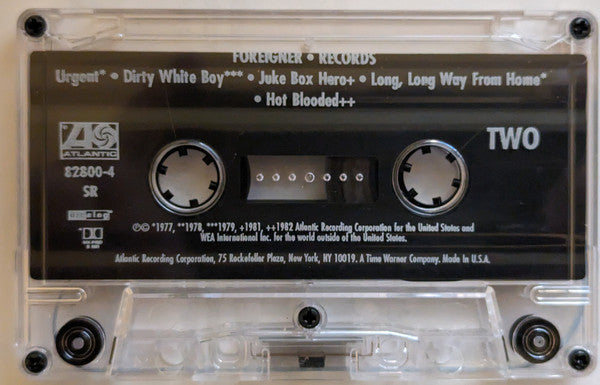 FOREIGNER • RECORDS
Urgent* • Dirty White Boy*** • Juke Box Hero+ • Long, Long Way From Home*
• Hot Blooded++
ATLANTIC
82800-4
SR
TWO
℗© *1977, **1978, ***1979, +1981, ++1982 Atlantic Recording Corporation for the United States and
WEA International Inc. for the world outside of the United States.
Atlantic Recording Corporation, 75 Rockefeller Plaza, New York, NY 10019. A Time Warner Company. Made In U.S.A.